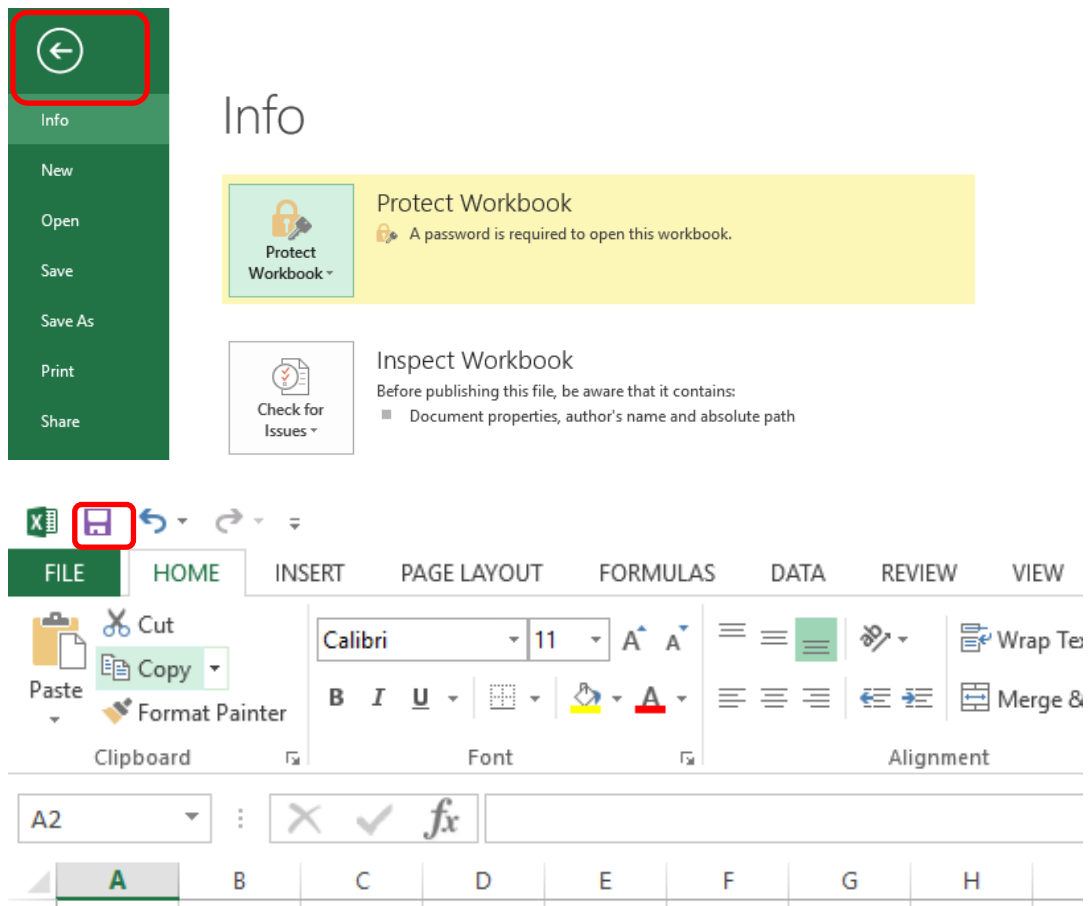 Info
New
Open
Save
Save As
Print
Share
Info
Protect Workbook
Protect Workbook
A password is required to open this workbook.
Check for Issues
Inspect Workbook
Before publishing this file, be aware that it contains:
Document properties, author's name and absolute path
FILE HOME INSERT PAGE LAYOUT FORMULAS DATA REVIEW VIEW
Paste
Cut
Copy
Format Painter
Clipboard
Calibri 11 A A
B I U A
Font
Wrap Tex
Merge &
Alignment
A2 fx
A B C D E F G H